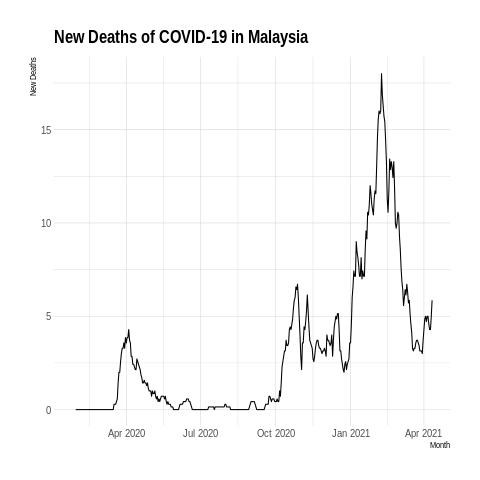 New Deaths of COVID-19 in Malaysia
New Deaths
15
10
5
0
Apr 2020 Jul 2020 Oct 2020 Jan 2021 Apr 2021
Month